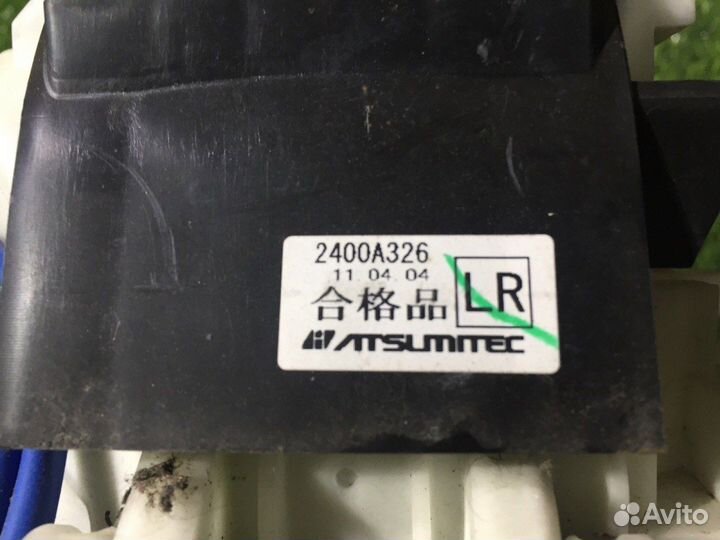 2400A326
11 04 04
合格品 LR
ATSUMITEC
Avito